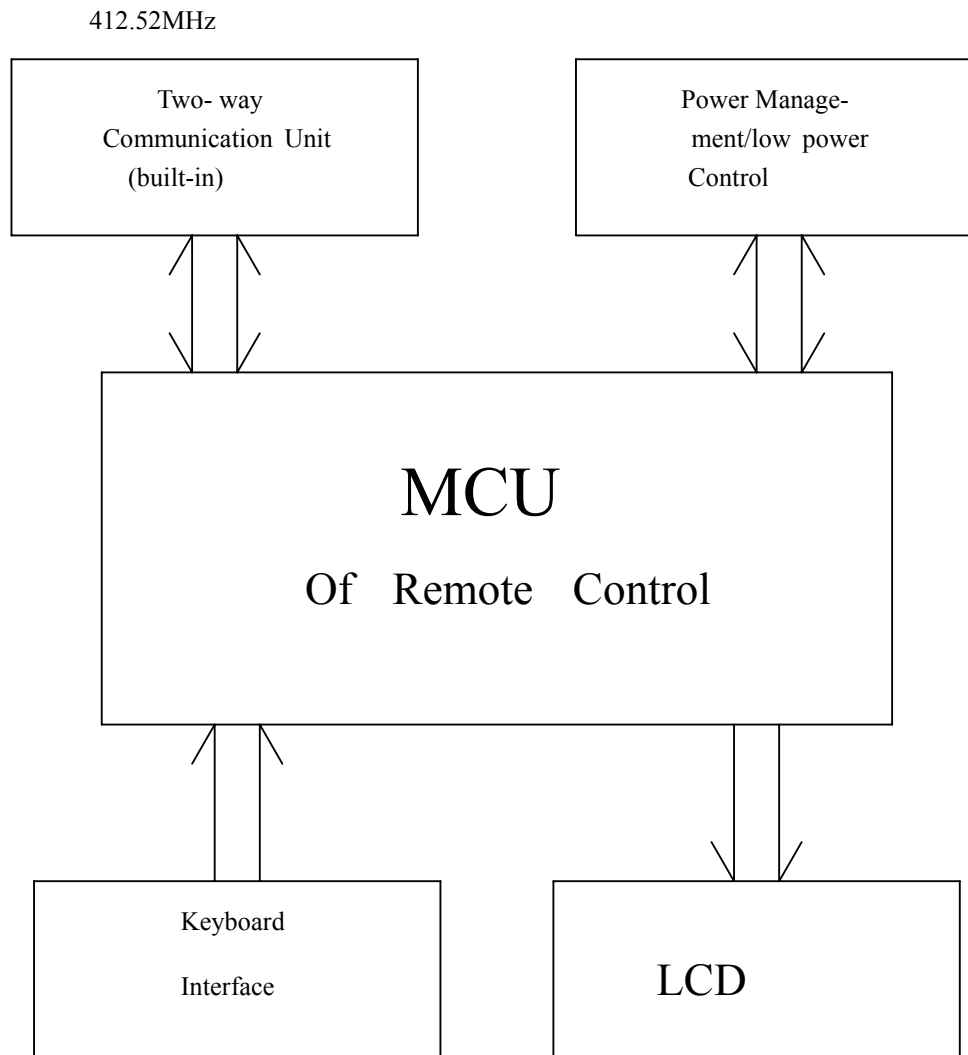 412.52MHz
Two- way
Communication Unit
(built-in)
Power Manage-
ment/low power
Control
MCU
Of Remote Control
Keyboard
Interface
LCD